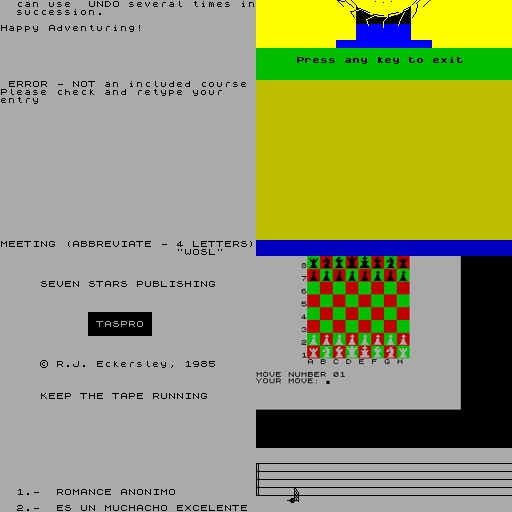 can use UNDO several times in
succession.
Happy Adventuring!
ERROR - NOT an included course
Please check and retype your
entry
MEETING (ABBREVIATE - 4 LETTERS)
"WOSL"
Press any key to exit
SEVEN STARS PUBLISHING
TASPRO
© R.J. Eckersley, 1985
KEEP THE TAPE RUNNING
1.- ROMANCE ANONIMO
2.- ES UN MUCHACHO EXCELENTE
8
7
6
5
4
3
2
1
A B C D E F G H
MOVE NUMBER 01
YOUR MOVE: